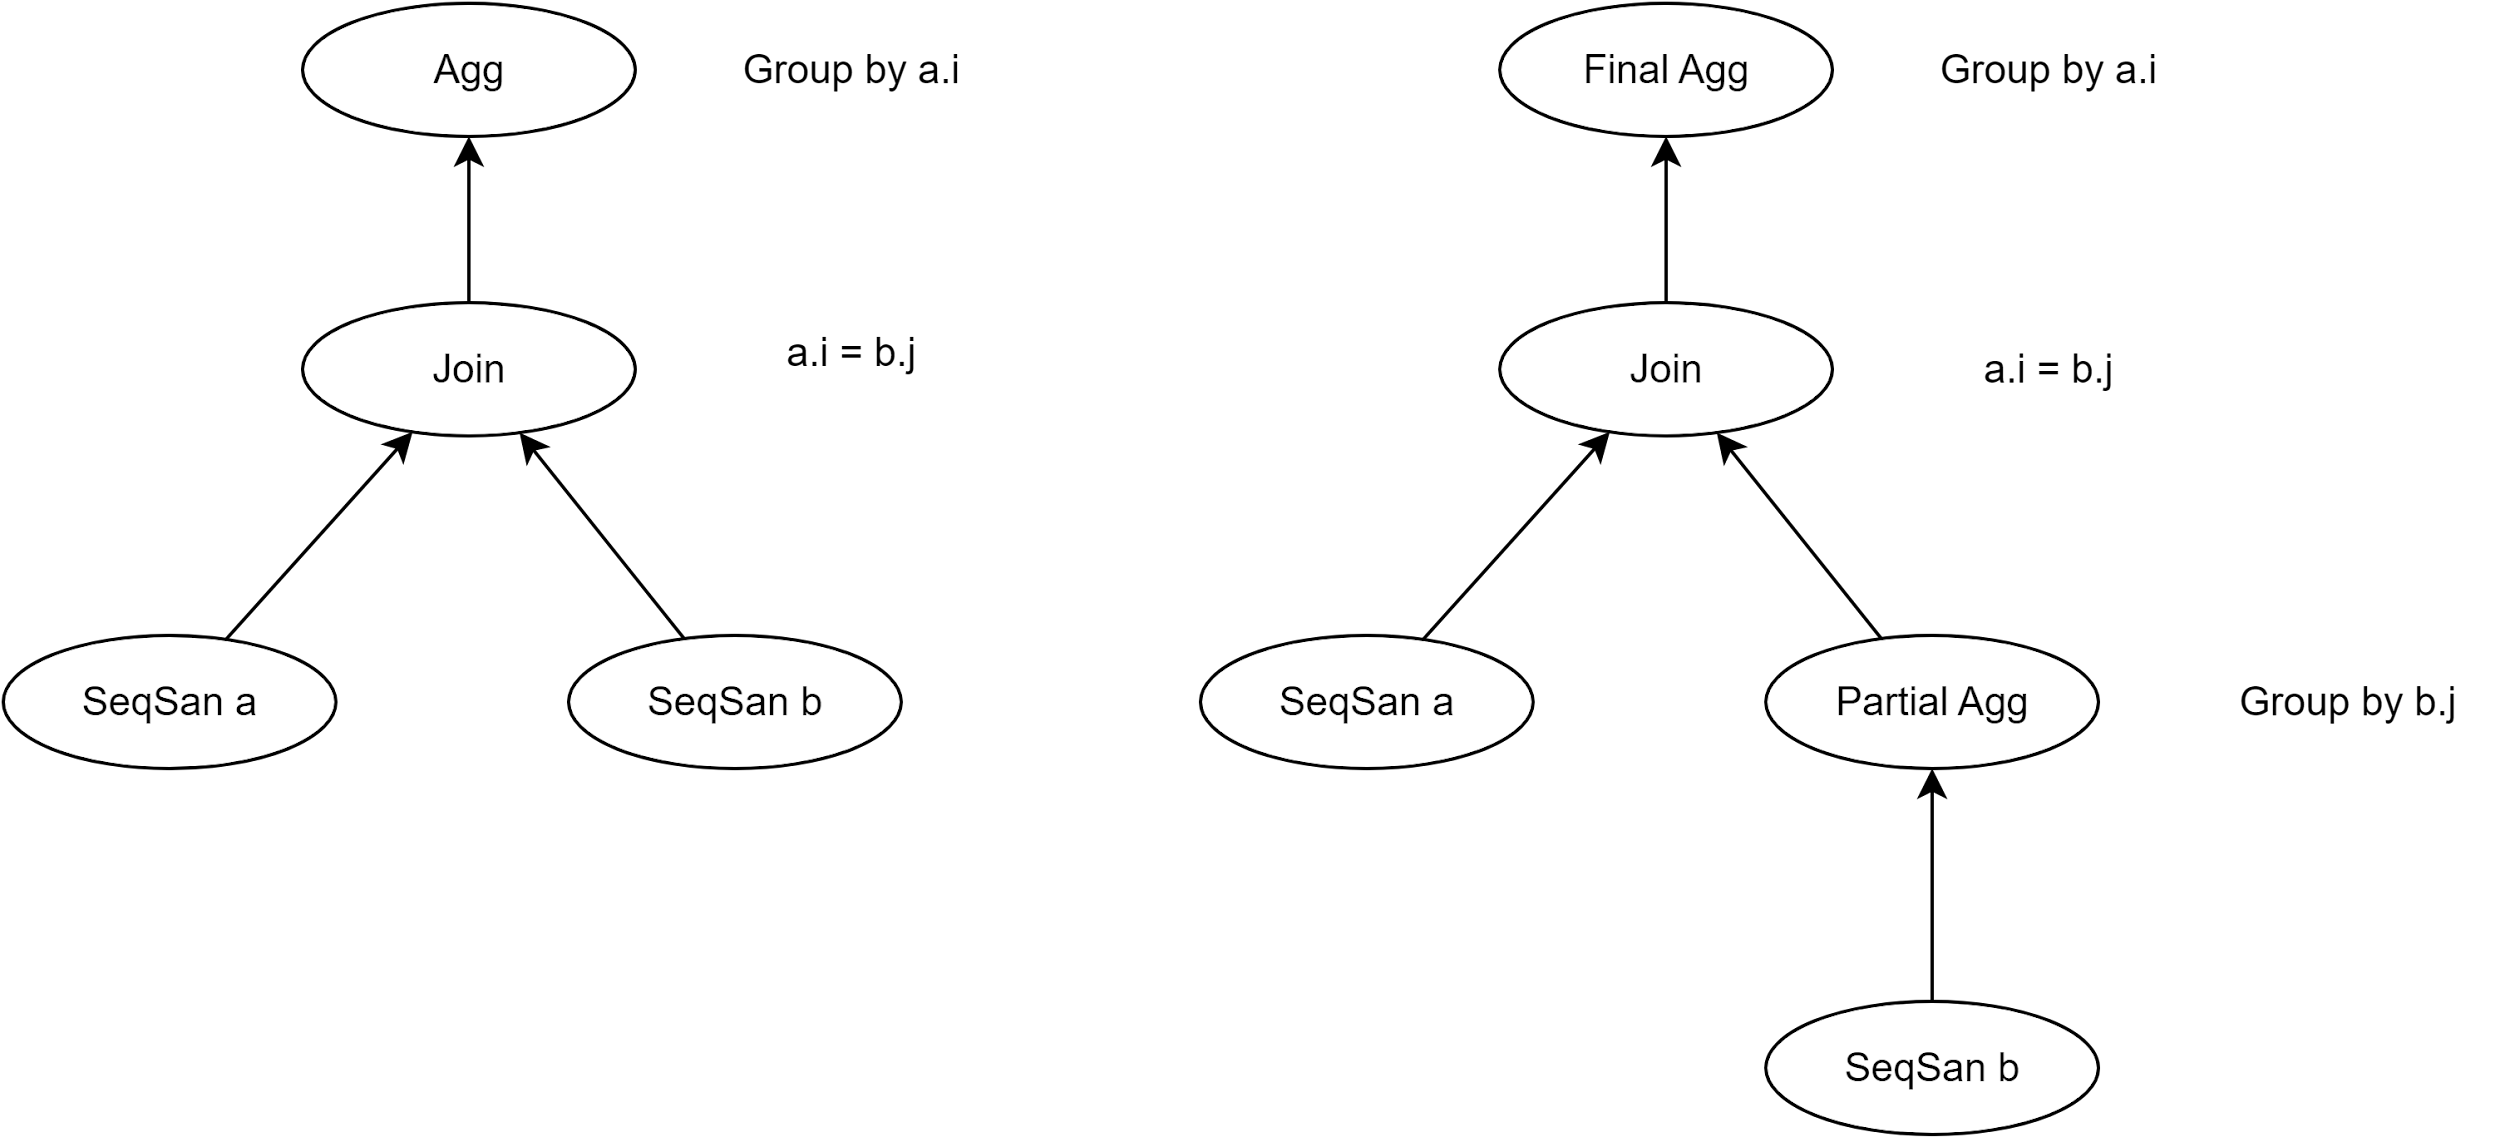 Agg
Group by a.i
Join
a.i = b.j
SeqSan a
SeqSan b
Final Agg
Group by a.i
Join
a.i = b.j
SeqSan a
Partial Agg
Group by b.j
SeqSan b